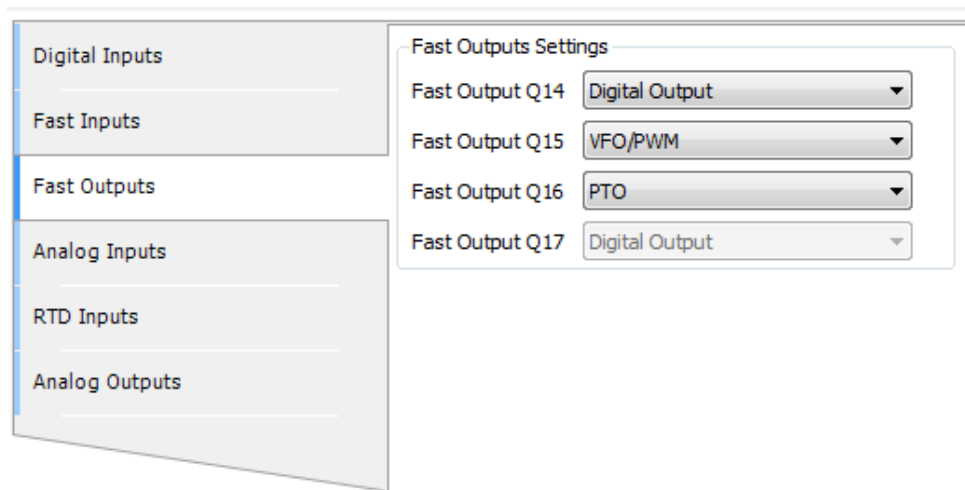 Digital Inputs
Fast Inputs
Fast Outputs
Analog Inputs
RTD Inputs
Analog Outputs
Fast Outputs Settings
Fast Output Q14 Digital Output
Fast Output Q15 VFO/PWM
Fast Output Q16 PTO
Fast Output Q17 Digital Output